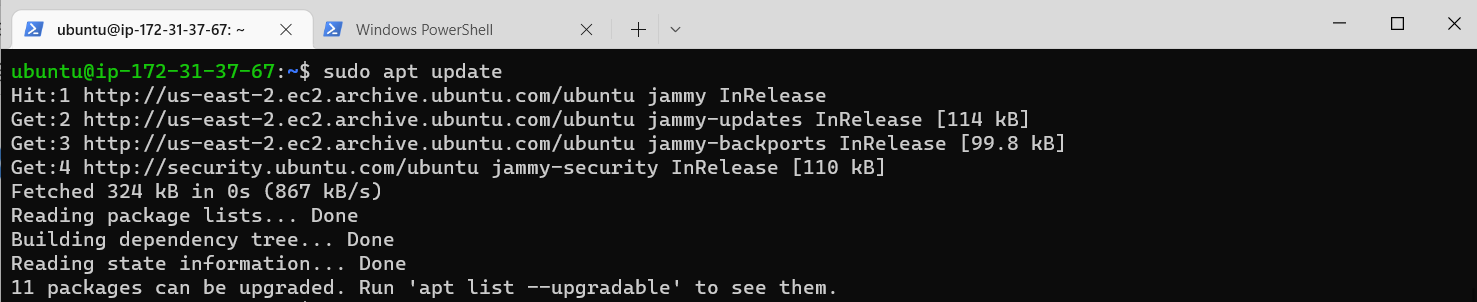 ubuntu@ip-172-31-37-67: ~ Windows PowerShell
ubuntu@ip-172-31-37-67:~$ sudo apt update
Hit:1 http://us-east-2.ec2.archive.ubuntu.com/ubuntu jammy InRelease
Get:2 http://us-east-2.ec2.archive.ubuntu.com/ubuntu jammy-updates InRelease [114 kB]
Get:3 http://us-east-2.ec2.archive.ubuntu.com/ubuntu jammy-backports InRelease [99.8 kB]
Get:4 http://security.ubuntu.com/ubuntu jammy-security InRelease [110 kB]
Fetched 324 kB in 0s (867 kB/s)
Reading package lists... Done
Building dependency tree... Done
Reading state information... Done
11 packages can be upgraded. Run 'apt list --upgradable' to see them.